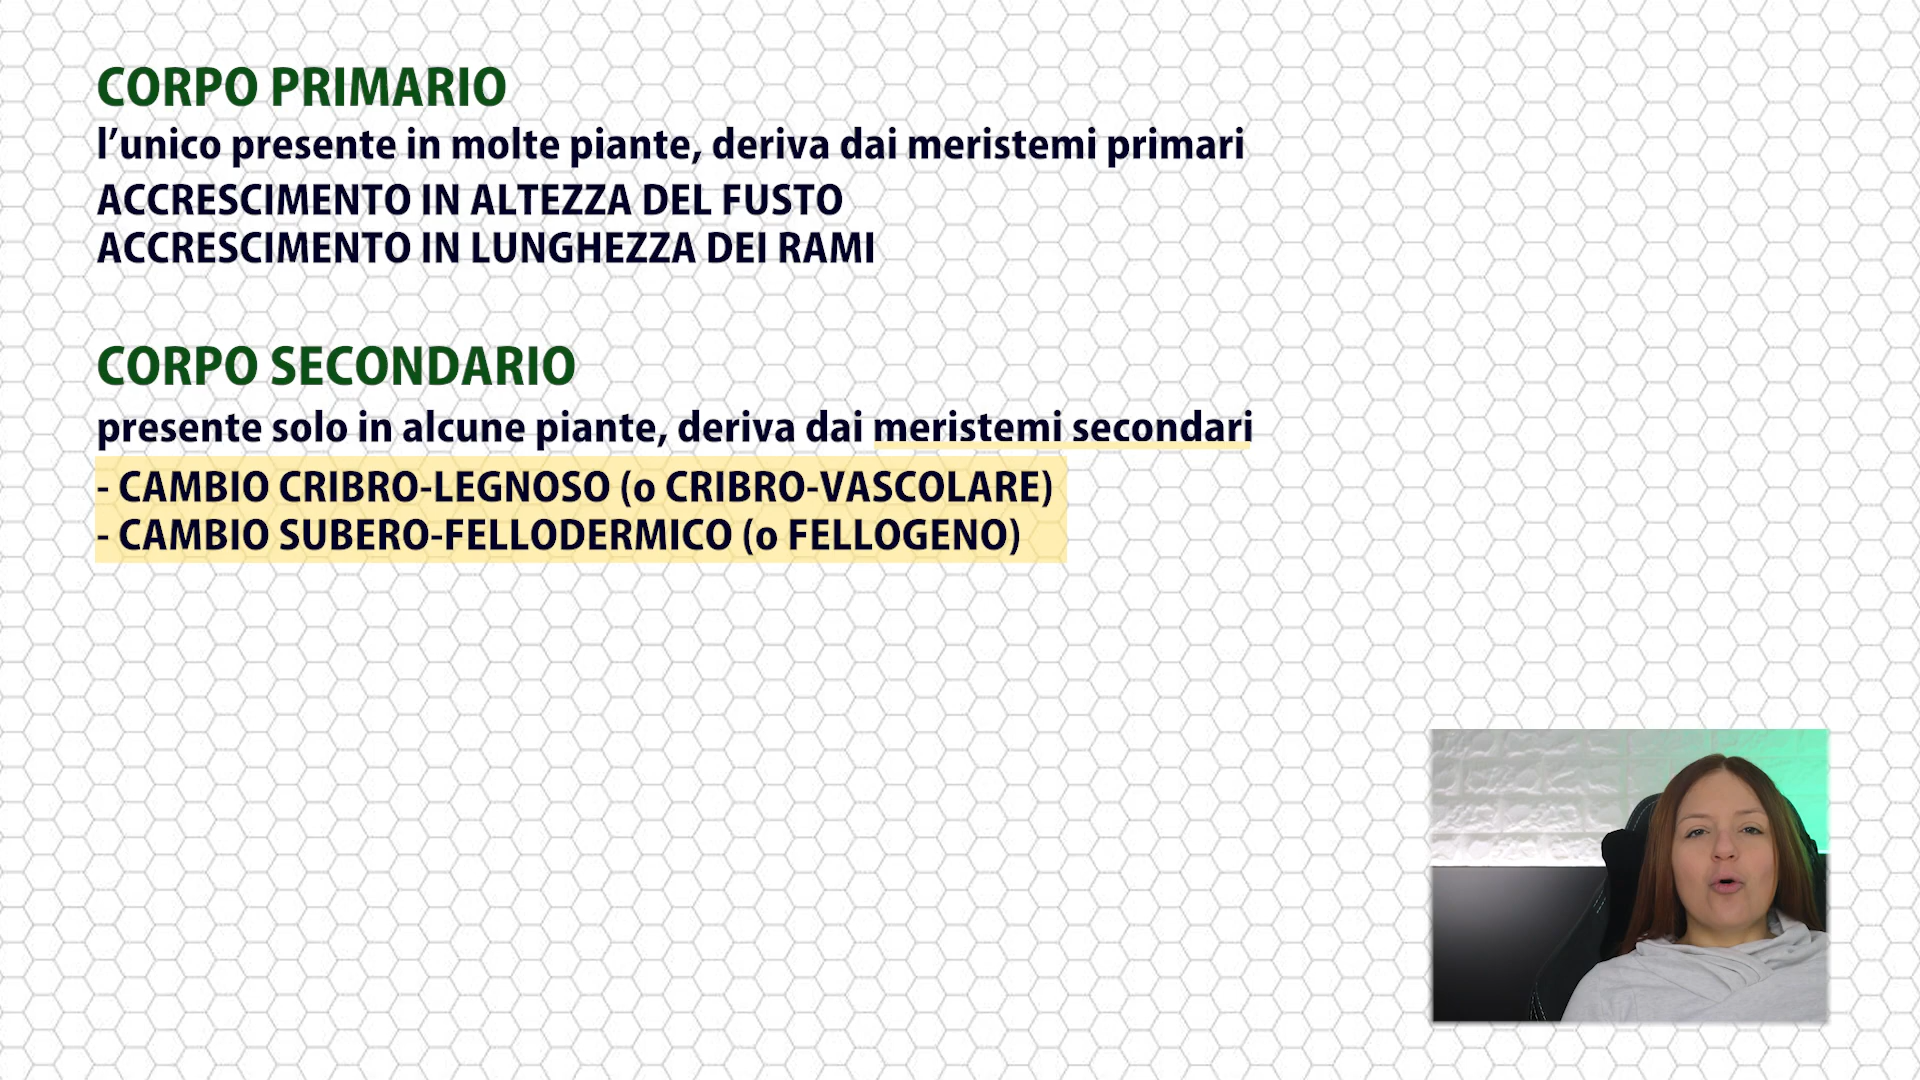 CORPO PRIMARIO
l’unico presente in molte piante, deriva dai meristemi primari
ACCRESCIMENTO IN ALTEZZA DEL FUSTO
ACCRESCIMENTO IN LUNGHEZZA DEI RAMI
CORPO SECONDARIO
presente solo in alcune piante, deriva dai meristemi secondari
- CAMBIO CRIBRO-LEGNOSO (o CRIBRO-VASCOLARE)
- CAMBIO SUBERO-FELLODERMICO (o FELLOGENO)